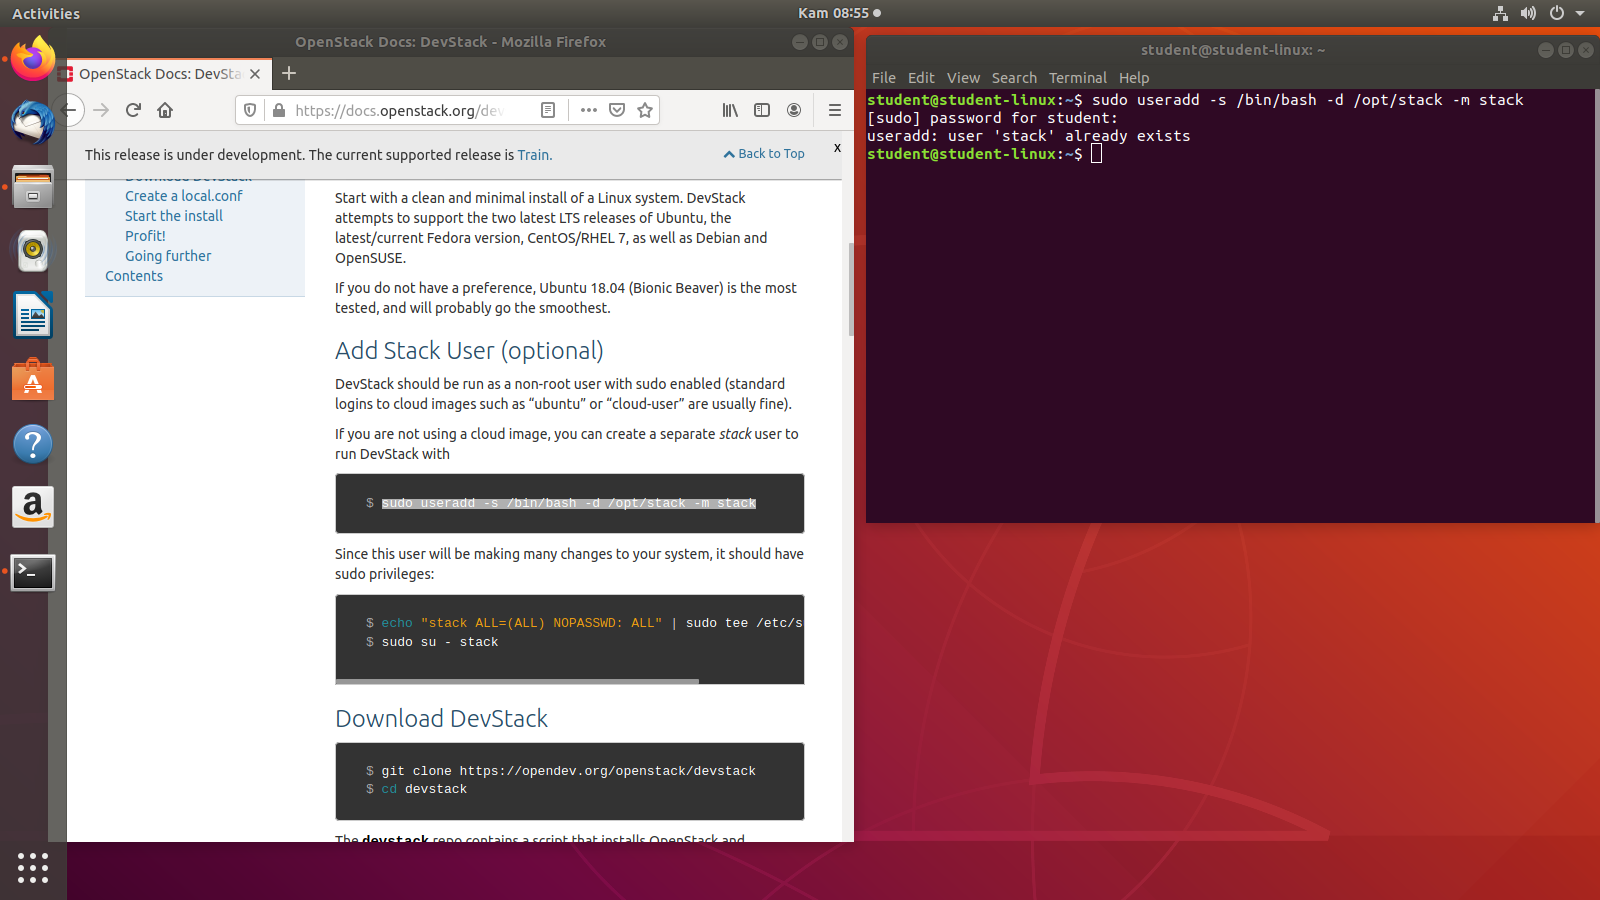 Activities
Kam 08:55
OpenStack Docs: DevStack - Mozilla Firefox
OpenStack Docs: DevSta
https://docs.openstack.org/dev
This release is under development. The current supported release is Train.
Back to Top
x
Download DevStack
Create a local.conf
Start the install
Profit!
Going further
Contents
Start with a clean and minimal install of a Linux system. DevStack
attempts to support the two latest LTS releases of Ubuntu, the
latest/current Fedora version, CentOS/RHEL 7, as well as Debian and
OpenSUSE.
If you do not have a preference, Ubuntu 18.04 (Bionic Beaver) is the most
tested, and will probably go the smoothest.
Add Stack User (optional)
DevStack should be run as a non-root user with sudo enabled (standard
logins to cloud images such as “ubuntu” or “cloud-user” are usually fine).
If you are not using a cloud image, you can create a separate stack user to
run DevStack with
$ sudo useradd -s /bin/bash -d /opt/stack -m stack
Since this user will be making many changes to your system, it should have
sudo privileges:
$ echo "stack ALL=(ALL) NOPASSWD: ALL" | sudo tee /etc/s
$ sudo su - stack
Download DevStack
$ git clone https://opendev.org/openstack/devstack
$ cd devstack
The devstack repo contains a script that installs OpenStack and
student@student-linux: ~
File Edit View Search Terminal Help
student@student-linux:~$ sudo useradd -s /bin/bash -d /opt/stack -m stack
[sudo] password for student:
useradd: user 'stack' already exists
student@student-linux:~$